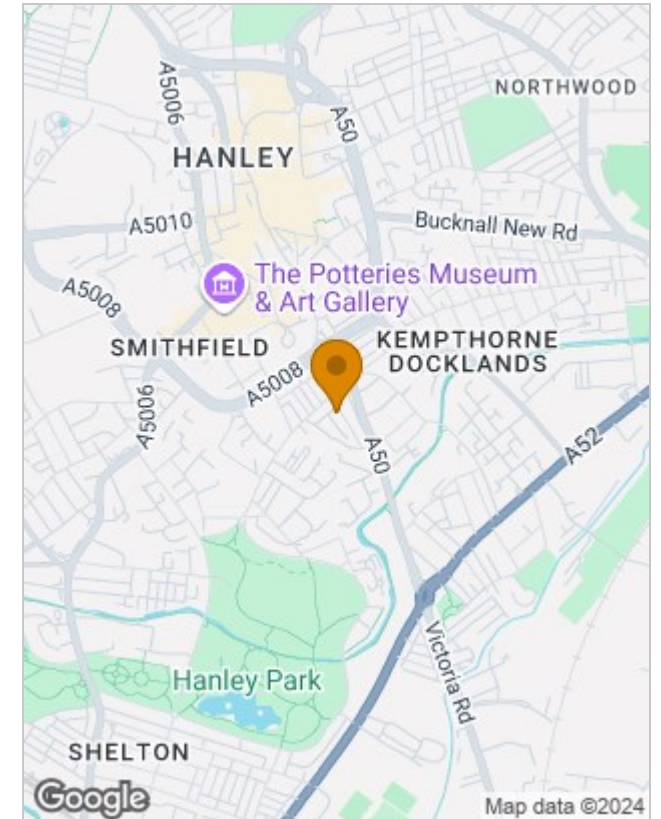 NORTHWOOD
A5006
A50
HANLEY
A5010
Bucknall New Rd
The Potteries Museum
& Art Gallery
A5008
SMITHFIELD
KEMPTHORNE
DOCKLANDS
A5008
A5006
A50
A52
Victoria Rd
Hanley Park
SHELTON
Google
Map data ©2024